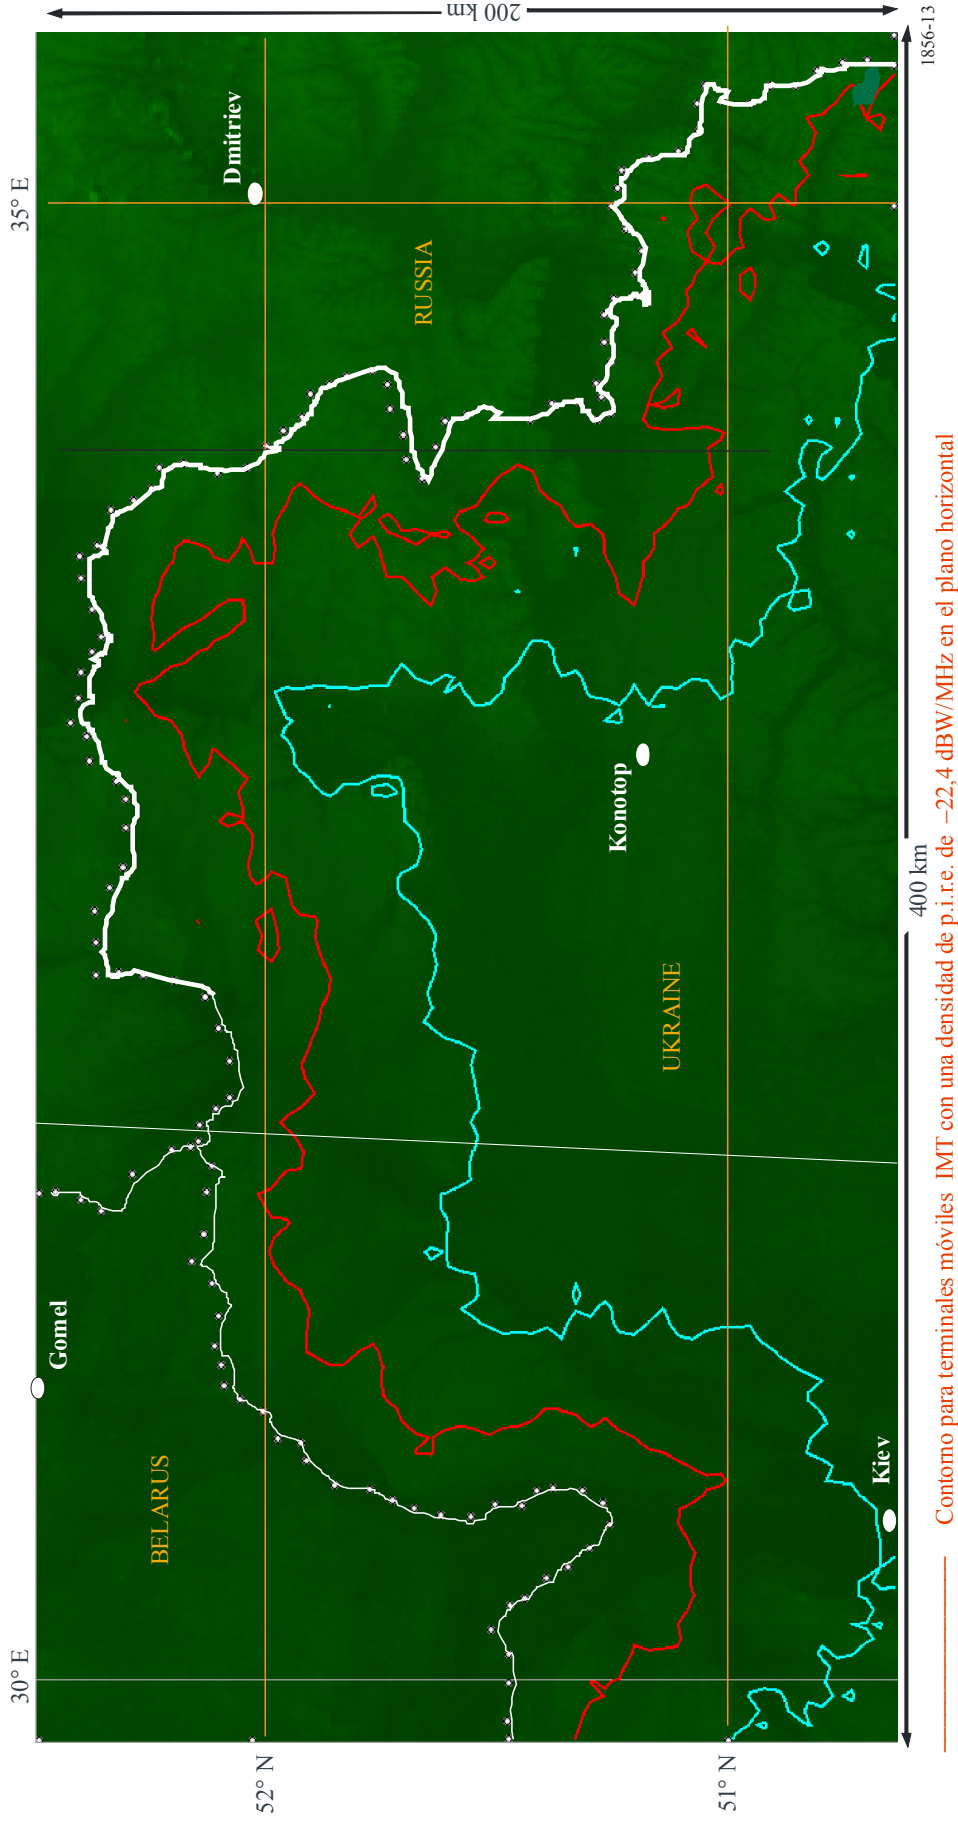 30° E
35° E
Gomel
BELARUS
Dmitriev
52° N
RUSSIA
Konotop
UKRAINE
51° N
Kiev
200 km
400 km
1856-13
Contorno para terminales móviles IMT con una densidad de p.i.r.e. de –22,4 dBW/MHz en el plano horizontal